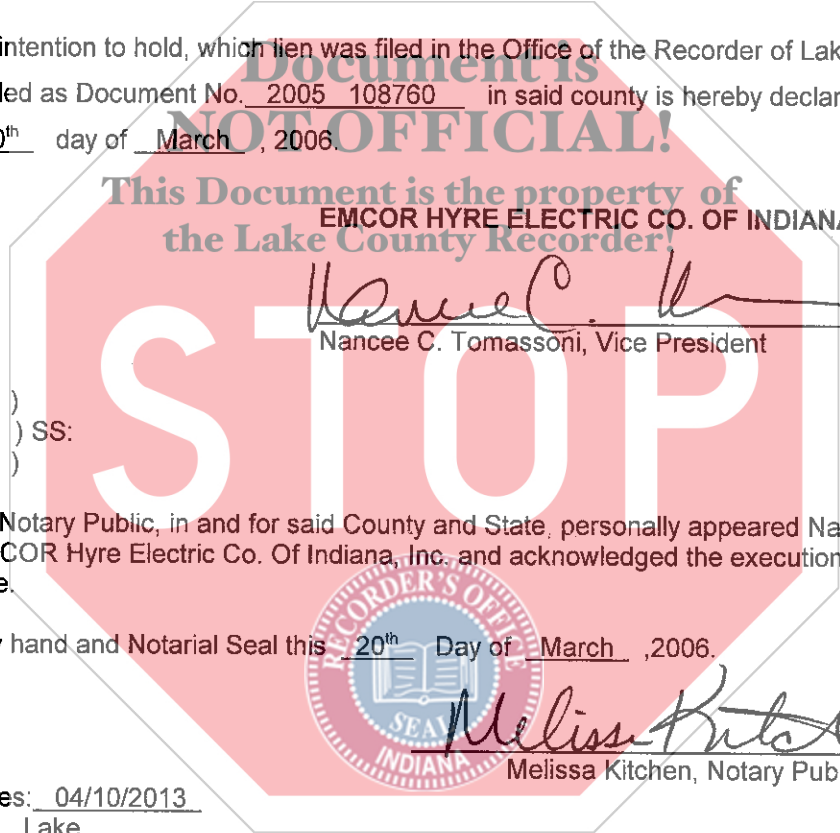 intention to hold, which lien was filed in the Office of the Recorder of Lak
Document is
led as Document No. 2005 108760 in said county is hereby declar
0th day of March , 2006.
NOT OFFICIAL!
This Document is the property of
EMCOR HYRE ELECTRIC CO. OF INDIANA
the Lake County Recorder!
Nancee C.
Nancee C. Tomassoni, Vice President
STOP
)
) SS:
)
Notary Public, in and for said County and State, personally appeared Na
COR Hyre Electric Co. Of Indiana, Inc. and acknowledged the execution
e.
RECORDER'S OFFICE
y hand and Notarial Seal this 20th Day of March ,2006.
SEAL
INDIANA
Melissa Kitch
Melissa Kitchen, Notary Pub
es: 04/10/2013
Lake